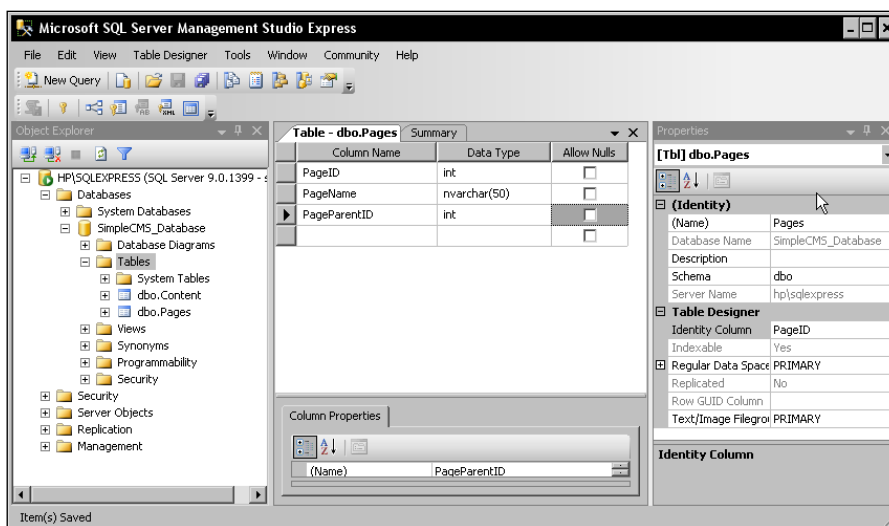 Microsoft SQL Server Management Studio Express
File Edit View Table Designer Tools Window Community Help
New Query
Object Explorer
HP\SQLEXPRESS (SQL Server 9.0.1399 -
Databases
System Databases
SimpleCMS_Database
Database Diagrams
Tables
System Tables
dbo.Content
dbo.Pages
Views
Synonyms
Programmability
Security
Security
Server Objects
Replication
Management
Table - dbo.Pages Summary
Column Name Data Type Allow Nulls
PageID int
PageName nvarchar(50)
PageParentID int
Column Properties
(Name) PageParentID
Properties
[Tbl] dbo.Pages
(Identity)
(Name) Pages
Database Name SimpleCMS_Database
Description
Schema dbo
Server Name hp\sqlexpress
Table Designer
Identity Column PageID
Indexable Yes
Regular Data Space PRIMARY
Replicated No
Row GUID Column
Text/Image Filegrou PRIMARY
Identity Column
Item(s) Saved